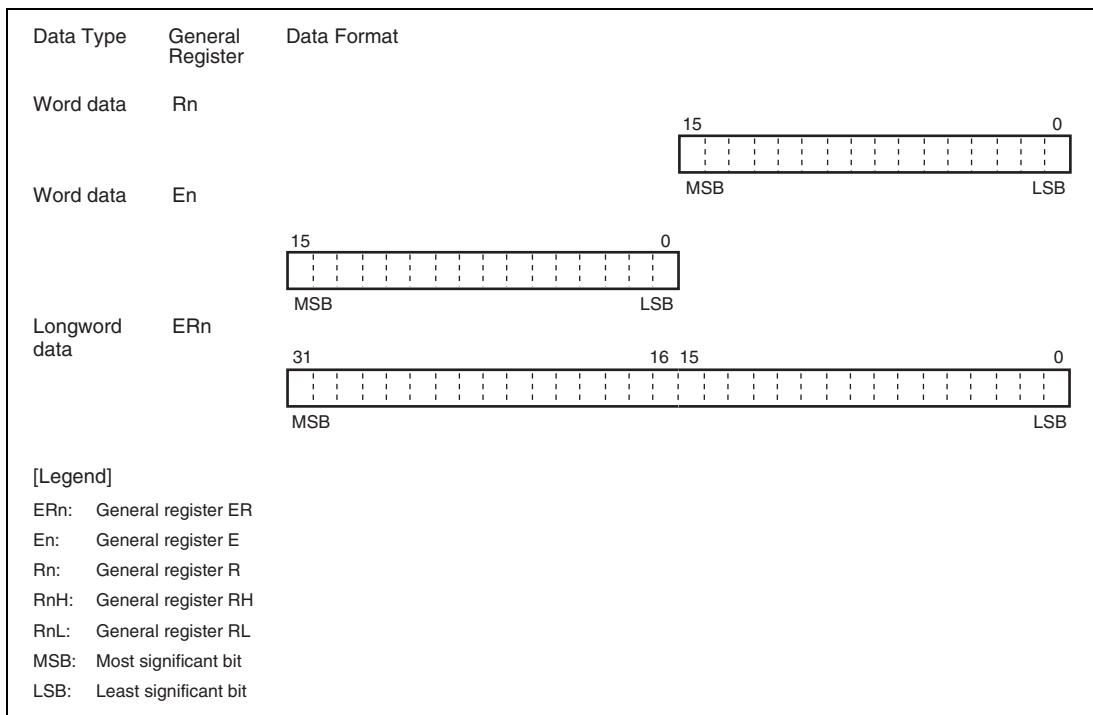 Data Type General Register Data Format
Word data Rn
15 0
MSB LSB
Word data En
15 0
MSB LSB
Longword data ERn
31 16 15 0
MSB LSB
[Legend]
ERn: General register ER
En: General register E
Rn: General register R
RnH: General register RH
RnL: General register RL
MSB: Most significant bit
LSB: Least significant bit